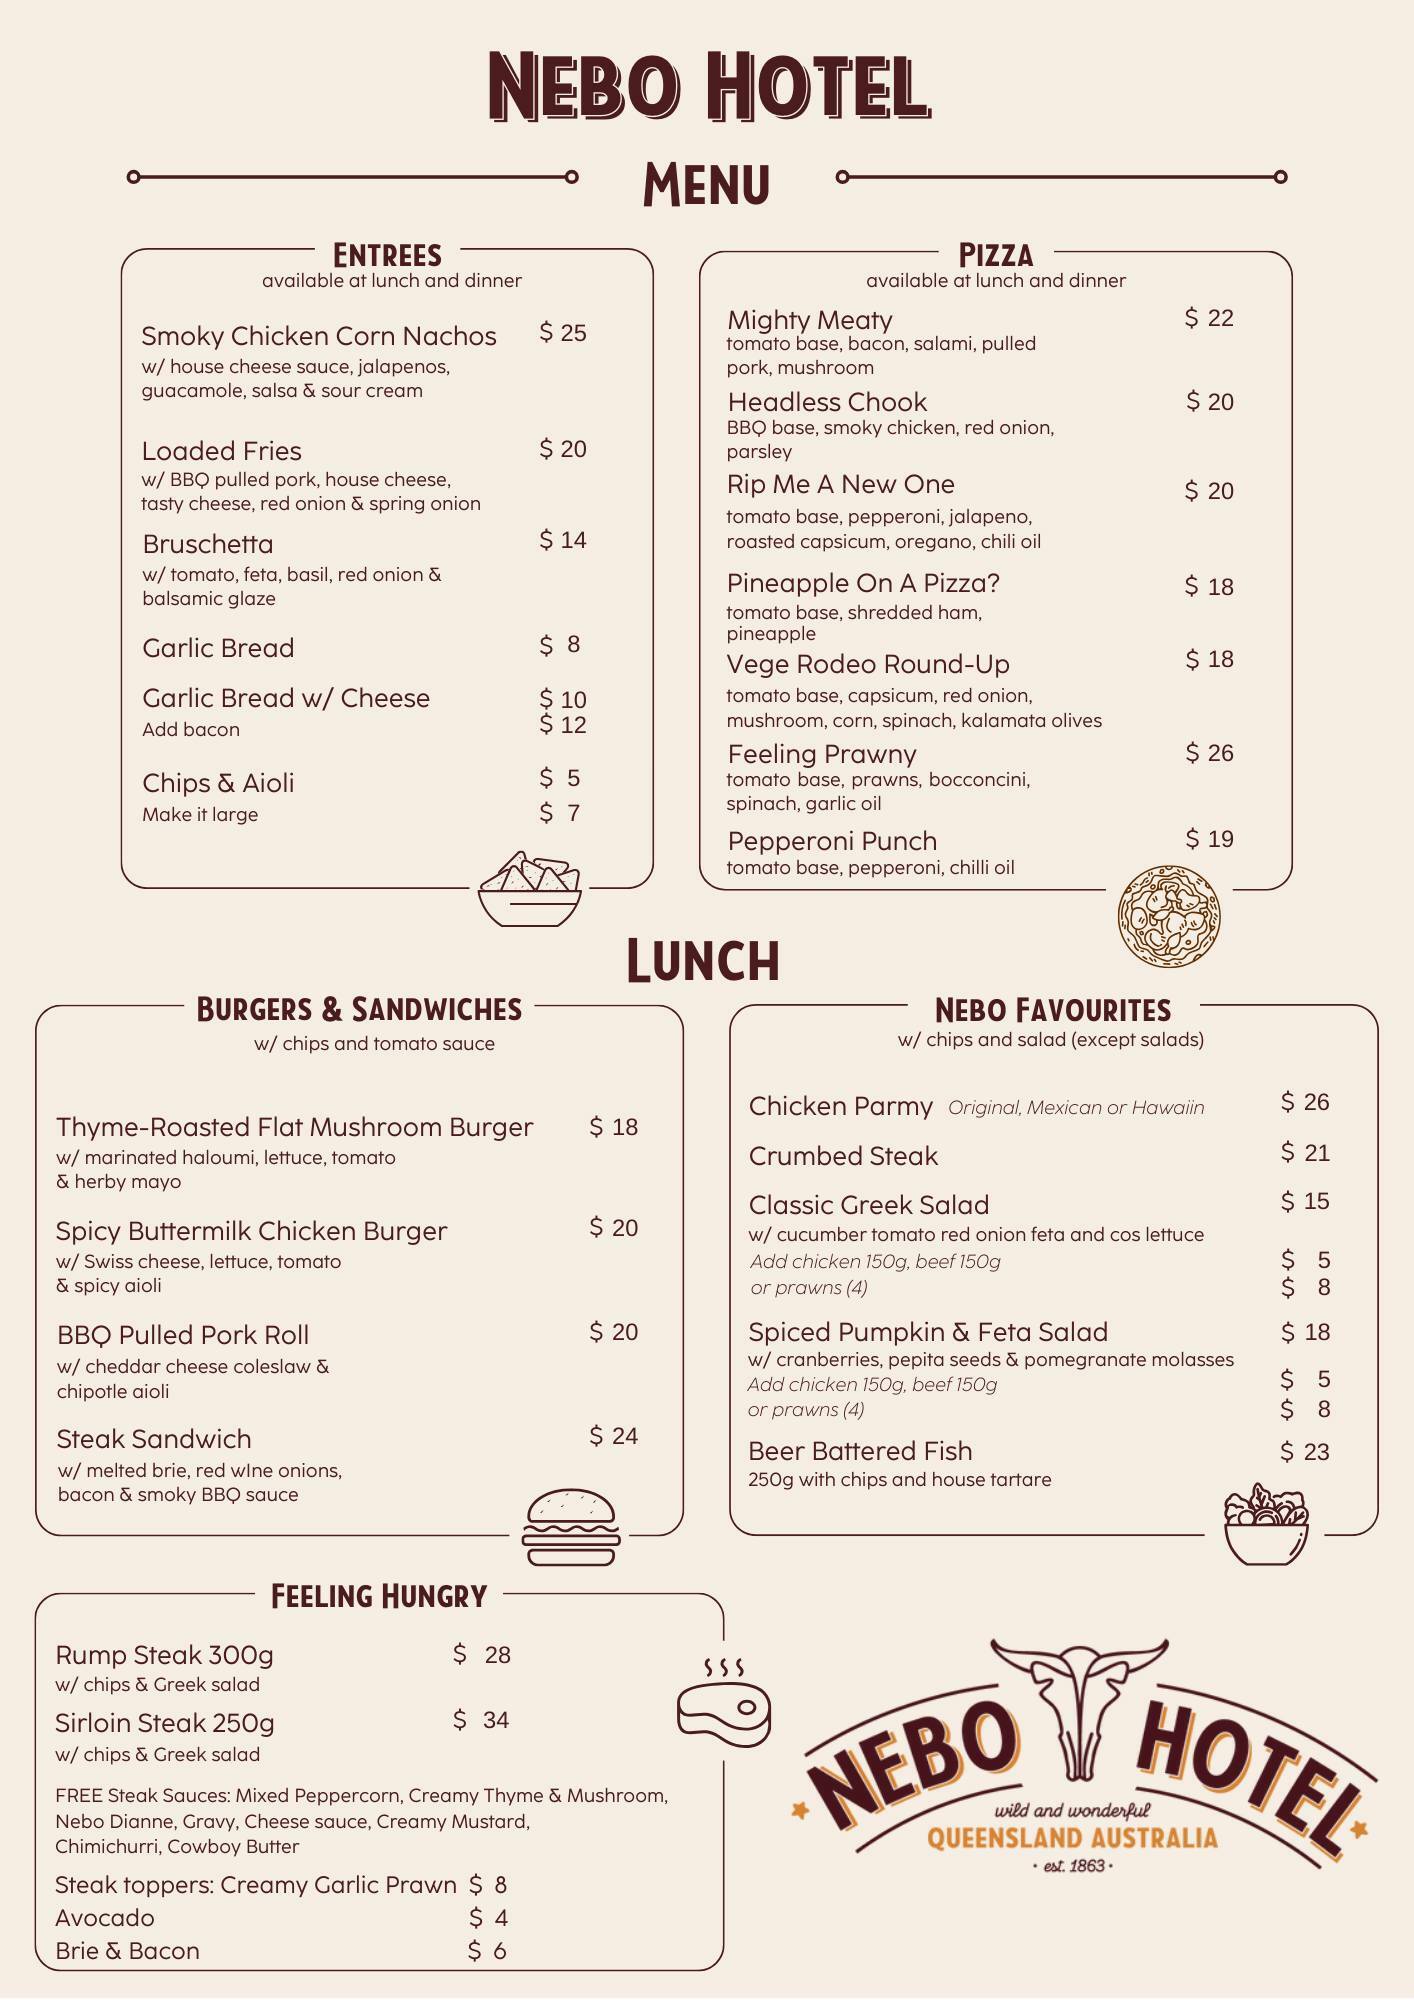 NEBO HOTEL
MENU
ENTREES
available at lunch and dinner
Smoky Chicken Corn Nachos $ 25
w/ house cheese sauce, jalapenos,
guacamole, salsa & sour cream
Loaded Fries $ 20
w/ BBQ pulled pork, house cheese,
tasty cheese, red onion & spring onion
Bruschetta $ 14
w/ tomato, feta, basil, red onion &
balsamic glaze
Garlic Bread $ 8
Garlic Bread w/ Cheese $ 10
Add bacon $ 12
Chips & Aioli $ 5
Make it large $ 7
PIZZA
available at lunch and dinner
Mighty Meaty $ 22
tomato base, bacon, salami, pulled
pork, mushroom
Headless Chook $ 20
BBQ base, smoky chicken, red onion,
parsley
Rip Me A New One $ 20
tomato base, pepperoni, jalapeno,
roasted capsicum, oregano, chili oil
Pineapple On A Pizza? $ 18
tomato base, shredded ham,
pineapple
Vege Rodeo Round-Up $ 18
tomato base, capsicum, red onion,
mushroom, corn, spinach, kalamata olives
Feeling Prawny $ 26
tomato base, prawns, bocconcini,
spinach, garlic oil
Pepperoni Punch $ 19
tomato base, pepperoni, chilli oil
LUNCH
BURGERS & SANDWICHES
w/ chips and tomato sauce
Thyme-Roasted Flat Mushroom Burger $ 18
w/ marinated haloumi, lettuce, tomato
& herby mayo
Spicy Buttermilk Chicken Burger $ 20
w/ Swiss cheese, lettuce, tomato
& spicy aioli
BBQ Pulled Pork Roll $ 20
w/ cheddar cheese coleslaw &
chipotle aioli
Steak Sandwich $ 24
w/ melted brie, red wIne onions,
bacon & smoky BBQ sauce
NEBO FAVOURITES
w/ chips and salad (except salads)
Chicken Parmy Original, Mexican or Hawaiin $ 26
Crumbed Steak $ 21
Classic Greek Salad $ 15
w/ cucumber tomato red onion feta and cos lettuce
Add chicken 150g, beef 150g $ 5
or prawns (4) $ 8
Spiced Pumpkin & Feta Salad $ 18
w/ cranberries, pepita seeds & pomegranate molasses
Add chicken 150g, beef 150g $ 5
or prawns (4) $ 8
Beer Battered Fish $ 23
250g with chips and house tartare
FEELING HUNGRY
Rump Steak 300g $ 28
w/ chips & Greek salad
Sirloin Steak 250g $ 34
w/ chips & Greek salad
FREE Steak Sauces: Mixed Peppercorn, Creamy Thyme & Mushroom,
Nebo Dianne, Gravy, Cheese sauce, Creamy Mustard,
Chimichurri, Cowboy Butter
Steak toppers: Creamy Garlic Prawn $ 8
Avocado $ 4
Brie & Bacon $ 6
NEBO HOTEL
wild and wonderful
QUEENSLAND AUSTRALIA
· est. 1863 ·